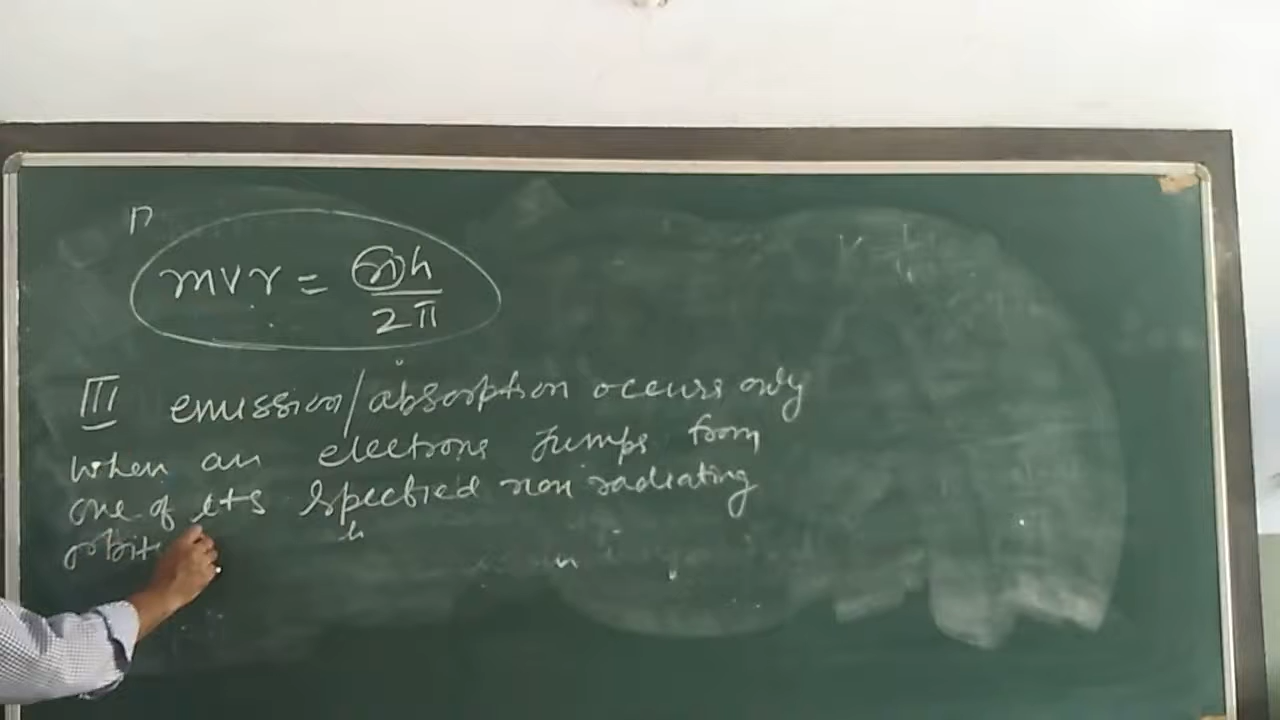 n
mvr = nh
2π
III emission/absorption occurs only
when an electrons Jumps from
one of its Specbied non radiating
orbit